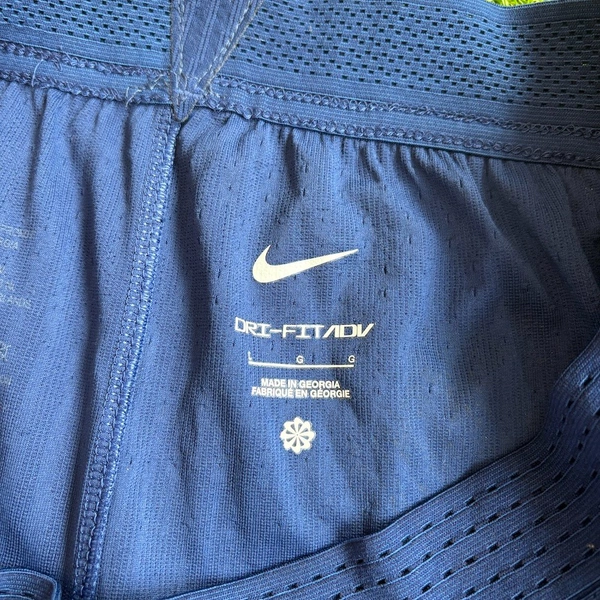 DRI-FIT ADV
L G G
MADE IN GEORGIA
FABRIQUÉ EN GÉORGIE